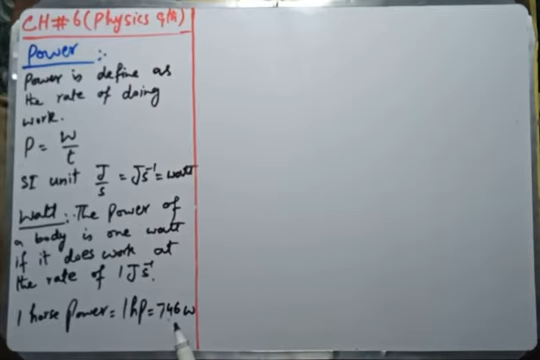 CH#6(Physics 9th)
Power :
Power is define as
the rate of doing
work.
P = W/t
SI unit J/s = Js⁻¹ = watt
Watt : The Power of
a body is one watt
if it does work at
the rate of 1 Js⁻¹.
1 horse Power = 1hp = 746w